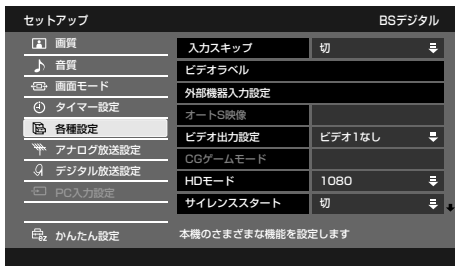 セットアップ
BSデジタル
画質
音質
画面モード
タイマー設定
各種設定
アナログ放送設定
デジタル放送設定
PC入力設定
かんたん設定
入力スキップ 切
ビデオラベル
外部機器入力設定
オートS映像
ビデオ出力設定 ビデオ1なし
CGゲームモード
HDモード 1080
サイレンススタート 切
本機のさまざまな機能を設定します